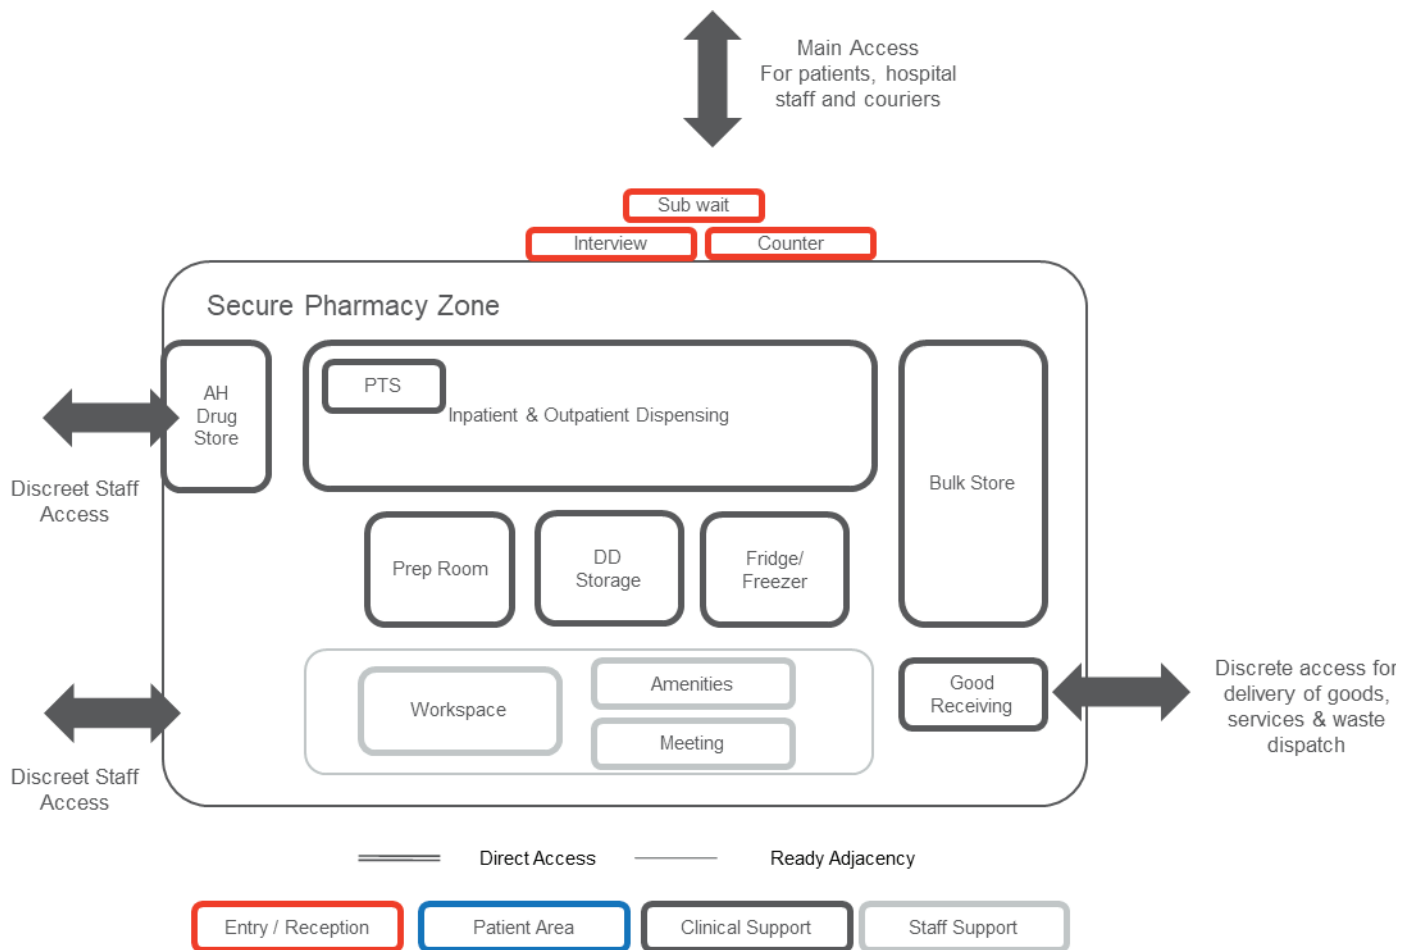 Main Access
For patients, hospital
staff and couriers
Sub wait
Interview
Counter
Secure Pharmacy Zone
AH
Drug
Store
PTS
Inpatient & Outpatient Dispensing
Bulk Store
Discreet Staff
Access
Prep Room
DD
Storage
Fridge/
Freezer
Workspace
Amenities
Meeting
Good
Receiving
Discrete access for
delivery of goods,
services & waste
dispatch
Discreet Staff
Access
Direct Access
Ready Adjacency
Entry / Reception
Patient Area
Clinical Support
Staff Support